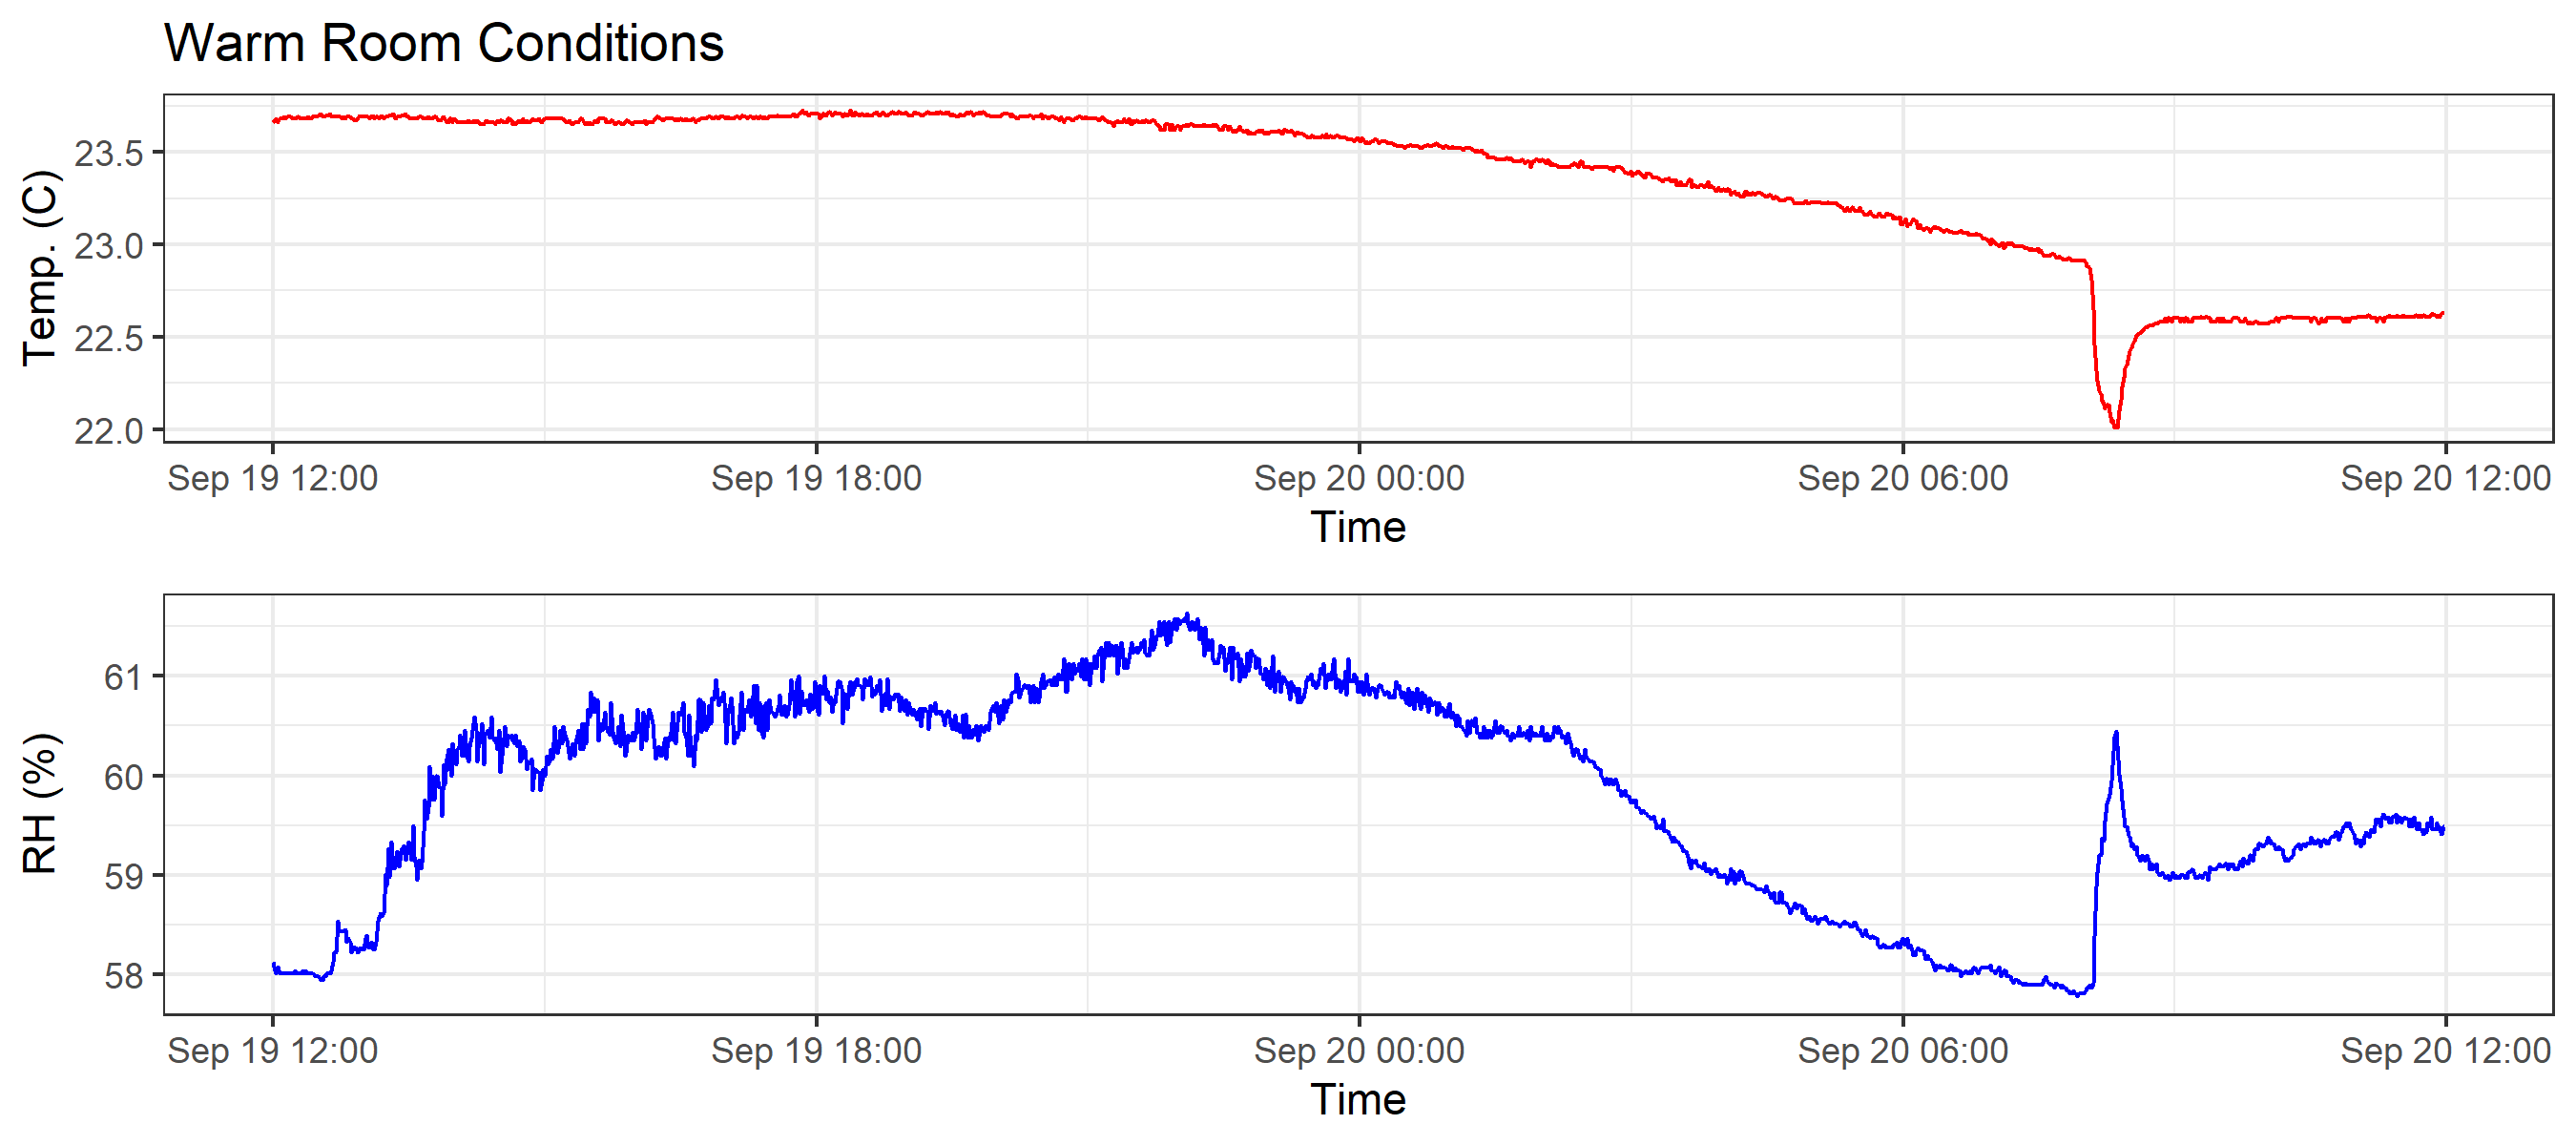 Warm Room Conditions
Temp. (C)
23.5
23.0
22.5
22.0
Sep 19 12:00 Sep 19 18:00 Sep 20 00:00 Sep 20 06:00 Sep 20 12:00
Time
RH (%)
61
60
59
58
Sep 19 12:00 Sep 19 18:00 Sep 20 00:00 Sep 20 06:00 Sep 20 12:00
Time